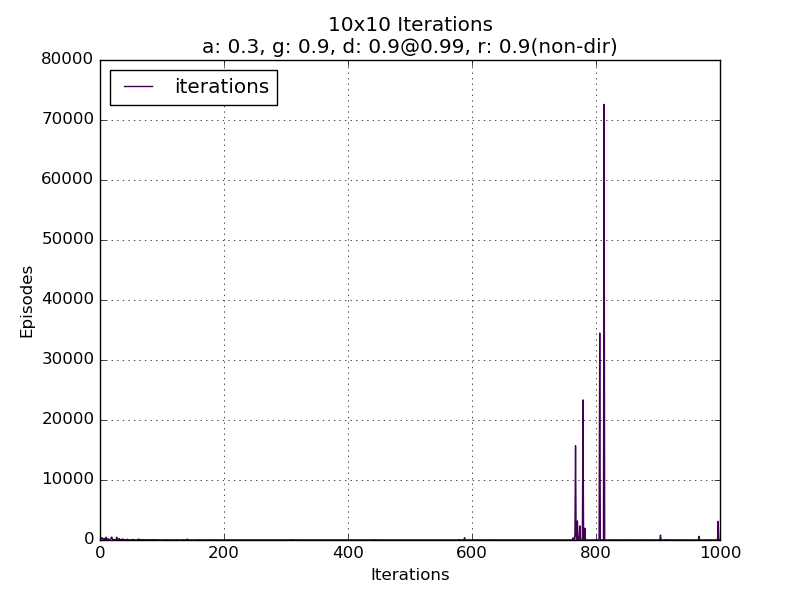 10x10 Iterations
a: 0.3, g: 0.9, d: 0.9@0.99, r: 0.9(non-dir)
iterations
80000
70000
60000
50000
40000
30000
20000
10000
0
Episodes
0 200 400 600 800 1000
Iterations